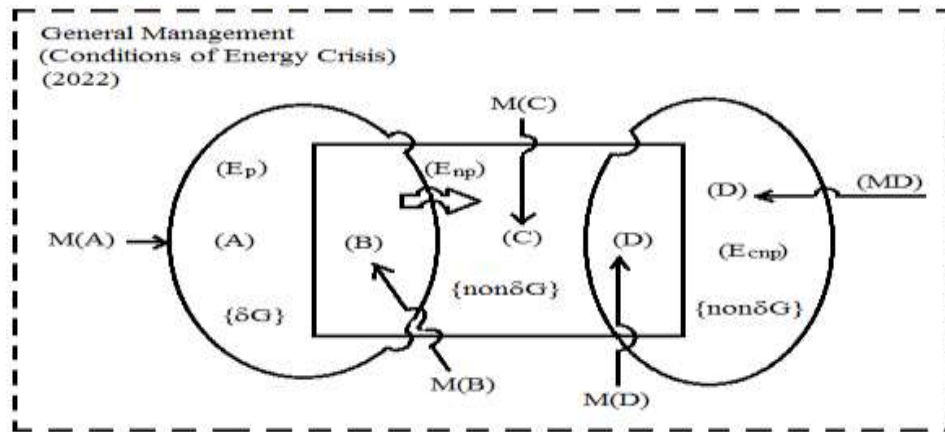 General Management
(Conditions of Energy Crisis)
(2022)
M(C)
(Ep)
(Enp)
(D)
(MD)
M(A)
(A)
(B)
(C)
(D)
(Ecnp)
{δG}
{nonδG}
{nonδG}
M(B)
M(D)